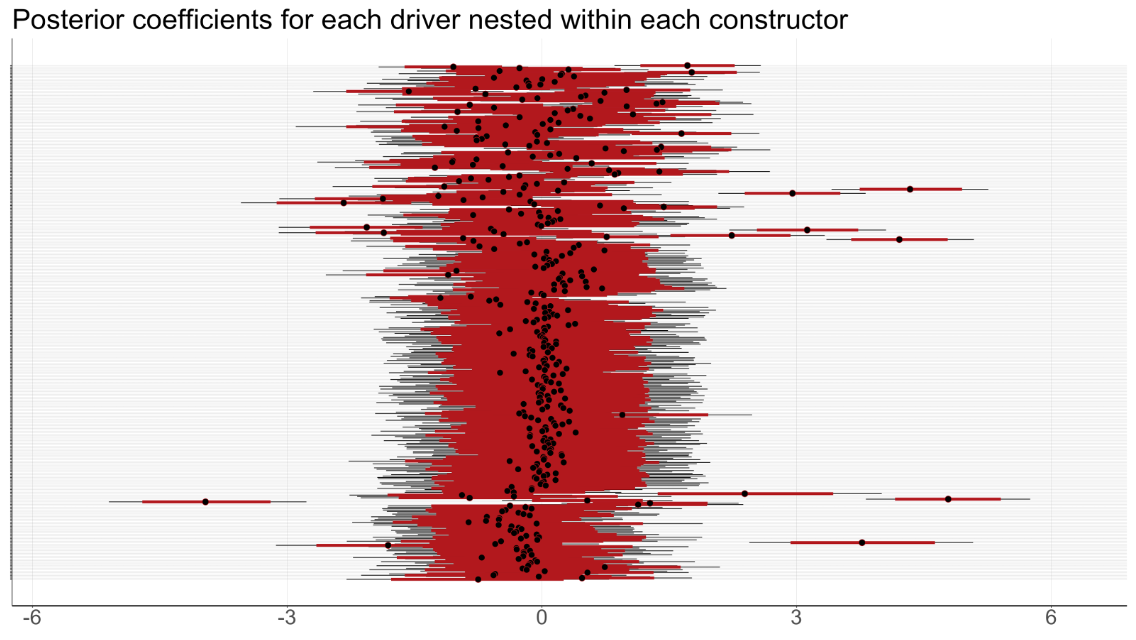 Posterior coefficients for each driver nested within each constructor
-6 -3 0 3 6